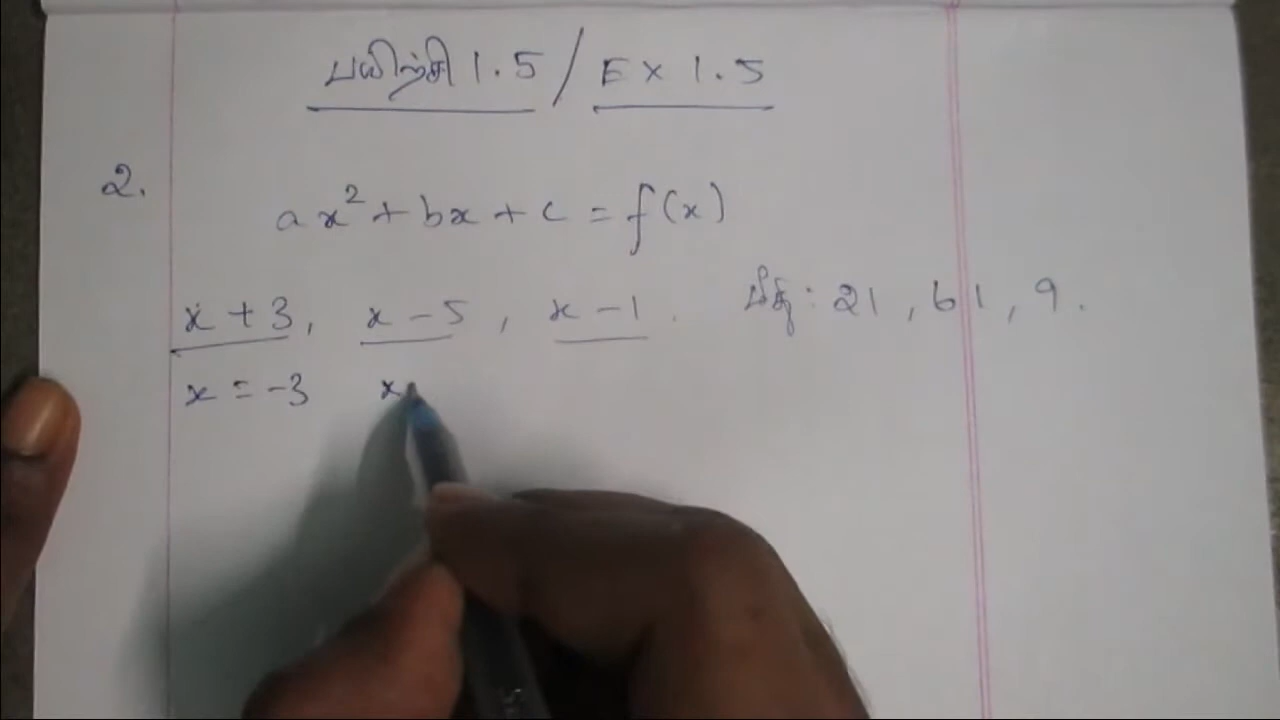 பயிற்சி 1.5 / Ex 1.5
2.
ax² + bx + c = f(x)
x + 3, x - 5, x - 1. மீதி: 21, 61, 9.
x = -3 x